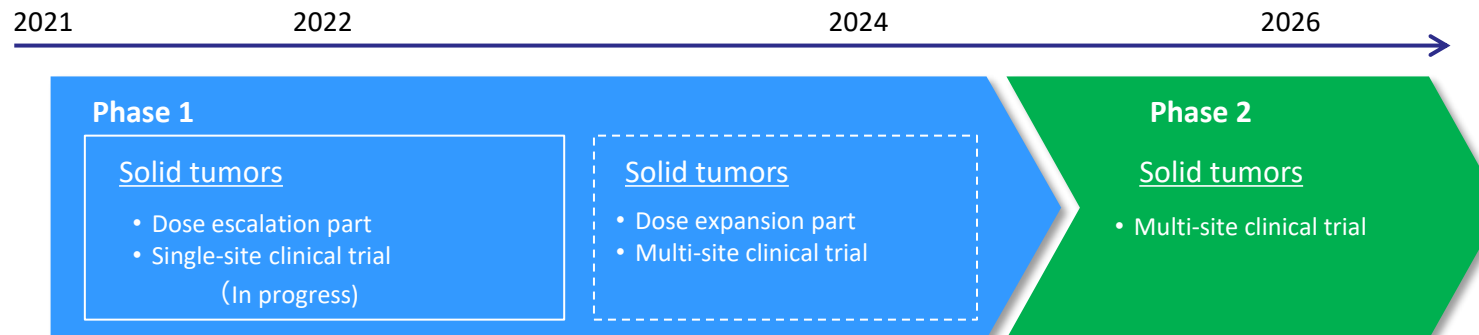 2021 2022 2024 2026
Phase 1
Solid tumors
• Dose escalation part
• Single-site clinical trial
（In progress)
Solid tumors
• Dose expansion part
• Multi-site clinical trial
Phase 2
Solid tumors
• Multi-site clinical trial